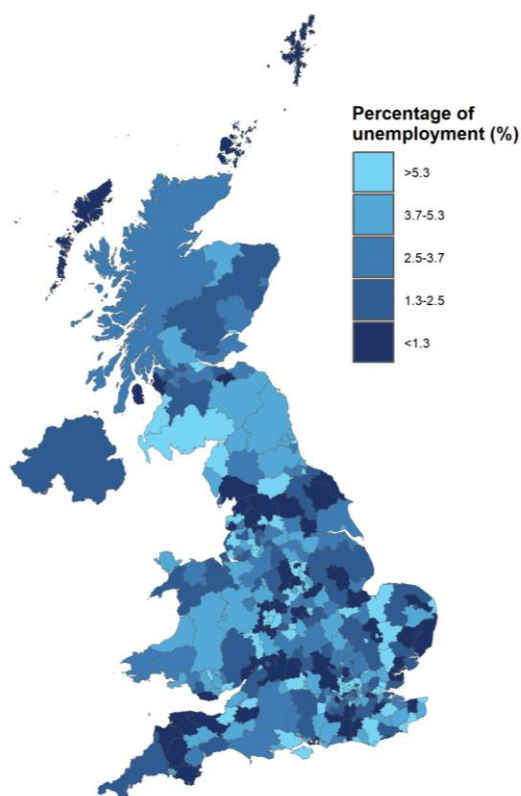 Percentage of
unemployment (%)
>5.3
3.7-5.3
2.5-3.7
1.3-2.5
<1.3